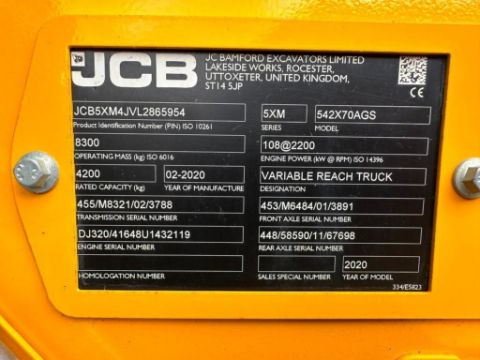 JCB
JC BAMFORD EXCAVATORS LIMITED
LAKESIDE WORKS, ROCESTER,
UTTOXETER, UNITED KINGDOM,
ST14 5JP
JCB5XM4JVL2865954 5XM 542X70AGS
Product Identification Number (PIN) ISO 10261 SERIES MODEL
8300 108@2200
OPERATING MASS (kg) ISO 6016 ENGINE POWER (kW @ RPM) ISO 14396
4200 02-2020 VARIABLE REACH TRUCK
RATED CAPACITY (kg) YEAR OF MANUFACTURE DESIGNATION
455/M8321/02/3788 453/M6484/01/3891
TRANSMISSION SERIAL NUMBER FRONT AXLE SERIAL NUMBER
DJ320/41648U1432119 448/58590/11/67698
ENGINE SERIAL NUMBER REAR AXLE SERIAL NUMBER
2020
HOMOLOGATION NUMBER SALES SPECIAL NUMBER YEAR OF MODEL
334/E5823